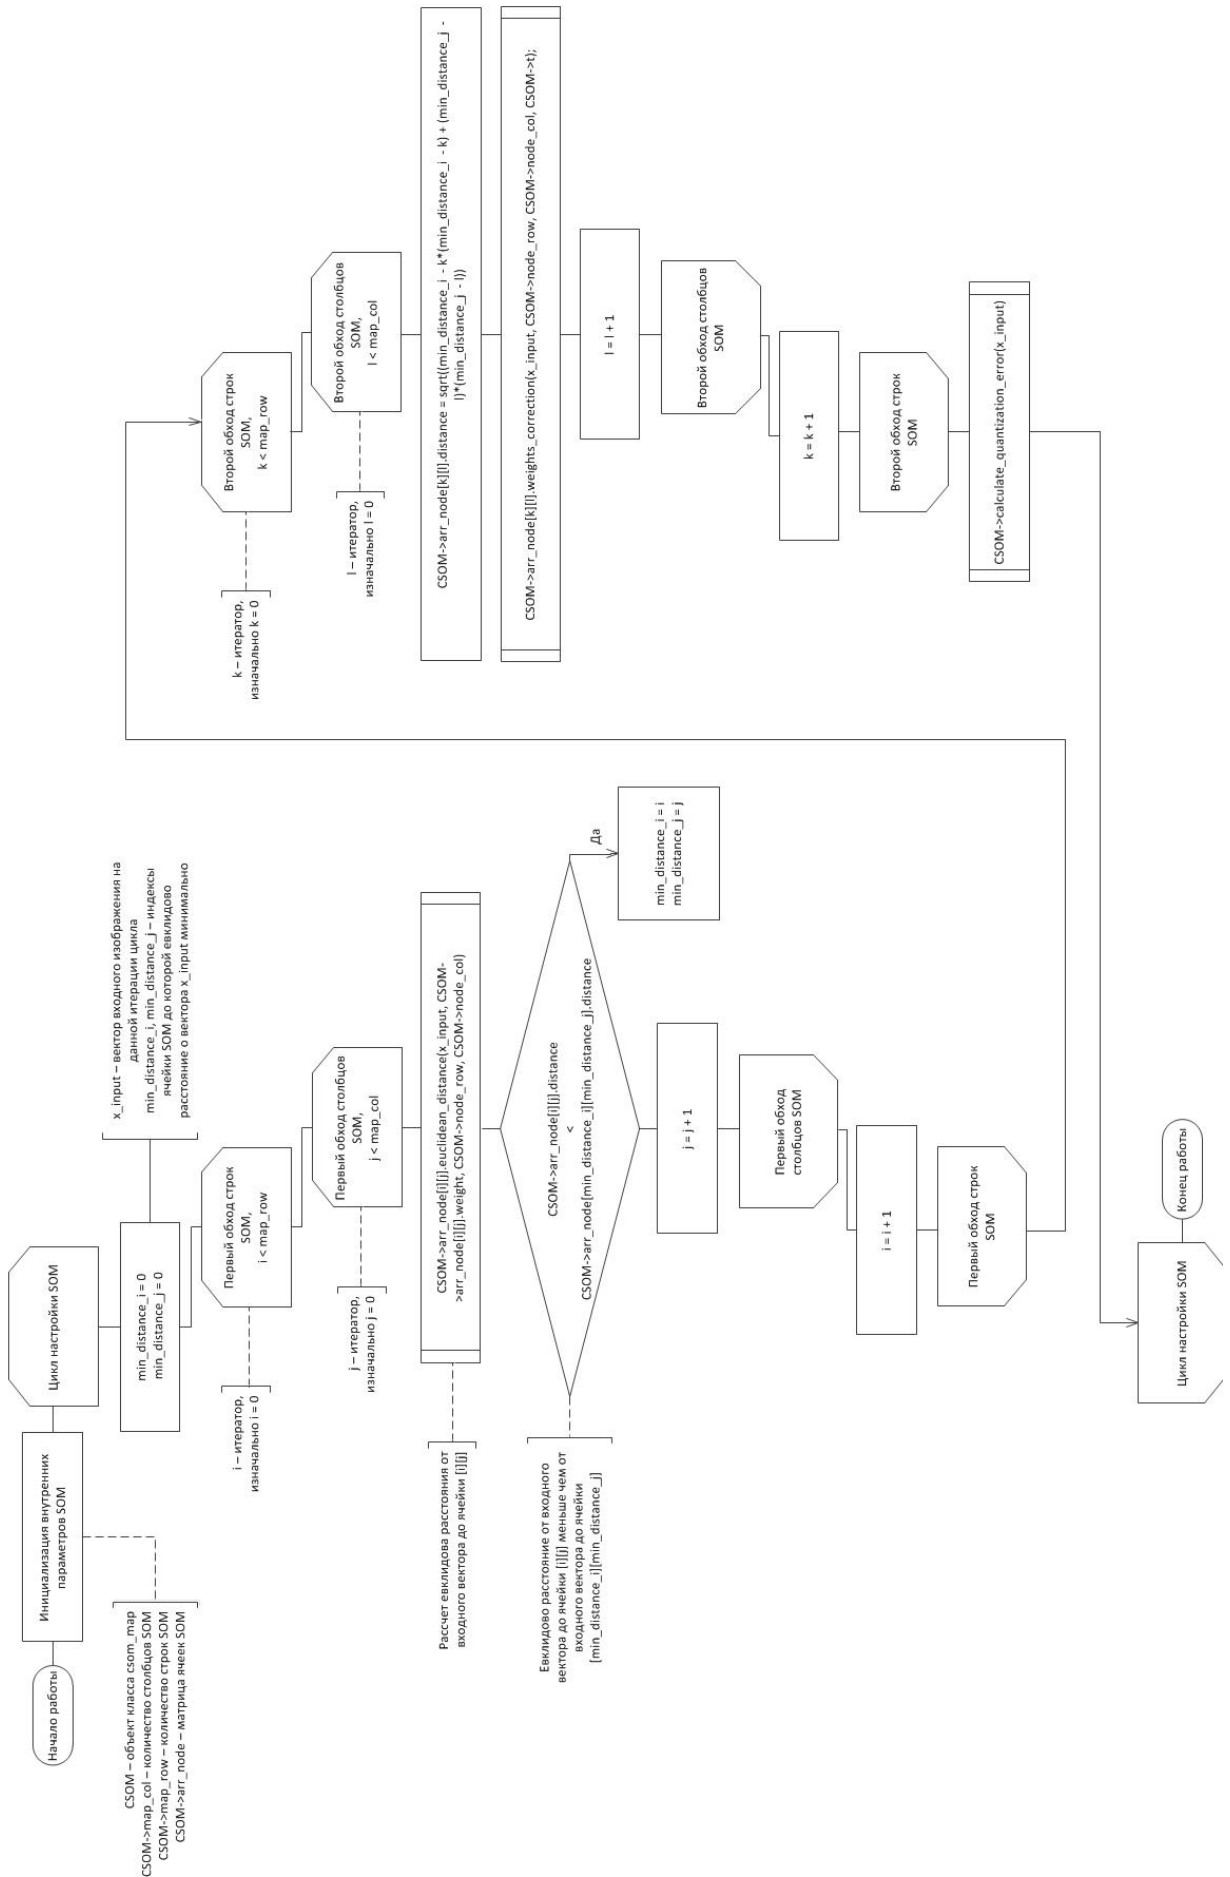 Начало работы
Инициализация внутренних
параметров SOM
CSOM – объект класса csom_map
CSOM->map_col – количество столбцов SOM
CSOM->map_row – количество строк SOM
CSOM->arr_node – матрица ячеек SOM
Цикл настройки SOM
min_distance_i = 0
min_distance_j = 0
x_input – вектор входного изображения на
данной итерации цикла
min_distance_i, min_distance_j – индексы
ячейки SOM до которой евклидово
расстояние о вектора x_input минимально
Первый обход строк
SOM,
i < map_row
i – итератор,
изначально i = 0
Первый обход столбцов
SOM,
j < map_col
j – итератор,
изначально j = 0
CSOM->arr_node[i][j].euclidean_distance(x_input, CSOM-
>arr_node[i][j].weight, CSOM->node_row, CSOM->node_col)
Рассчет евклидова расстояния от
входного вектора до ячейки [i][j]
CSOM->arr_node[i][j].distance
<
CSOM->arr_node[min_distance_i][min_distance_j].distance
Евклидово расстояние от входного
вектора до ячейки [i][j] меньше чем от
входного вектора до ячейки
[min_distance_i][min_distance_j]
Да
min_distance_i = i
min_distance_j = j
j = j + 1
Первый обход
столбцов SOM
i = i + 1
Первый обход строк
SOM
Второй обход строк
SOM,
k < map_row
k – итератор,
изначально k = 0
Второй обход столбцов
SOM,
l < map_col
l – итератор,
изначально l = 0
CSOM->arr_node[k][l].distance = sqrt((min_distance_i - k*(min_distance_i - k) + (min_distance_j -
l)*(min_distance_j - l))
CSOM->arr_node[k][l].weights_correction(x_input, CSOM->node_row, CSOM->node_col, CSOM->t);
l = l + 1
Второй обход столбцов
SOM
k = k + 1
Второй обход строк
SOM
CSOM->calculate_quantization_error(x_input)
Цикл настройки SOM
Конец работы